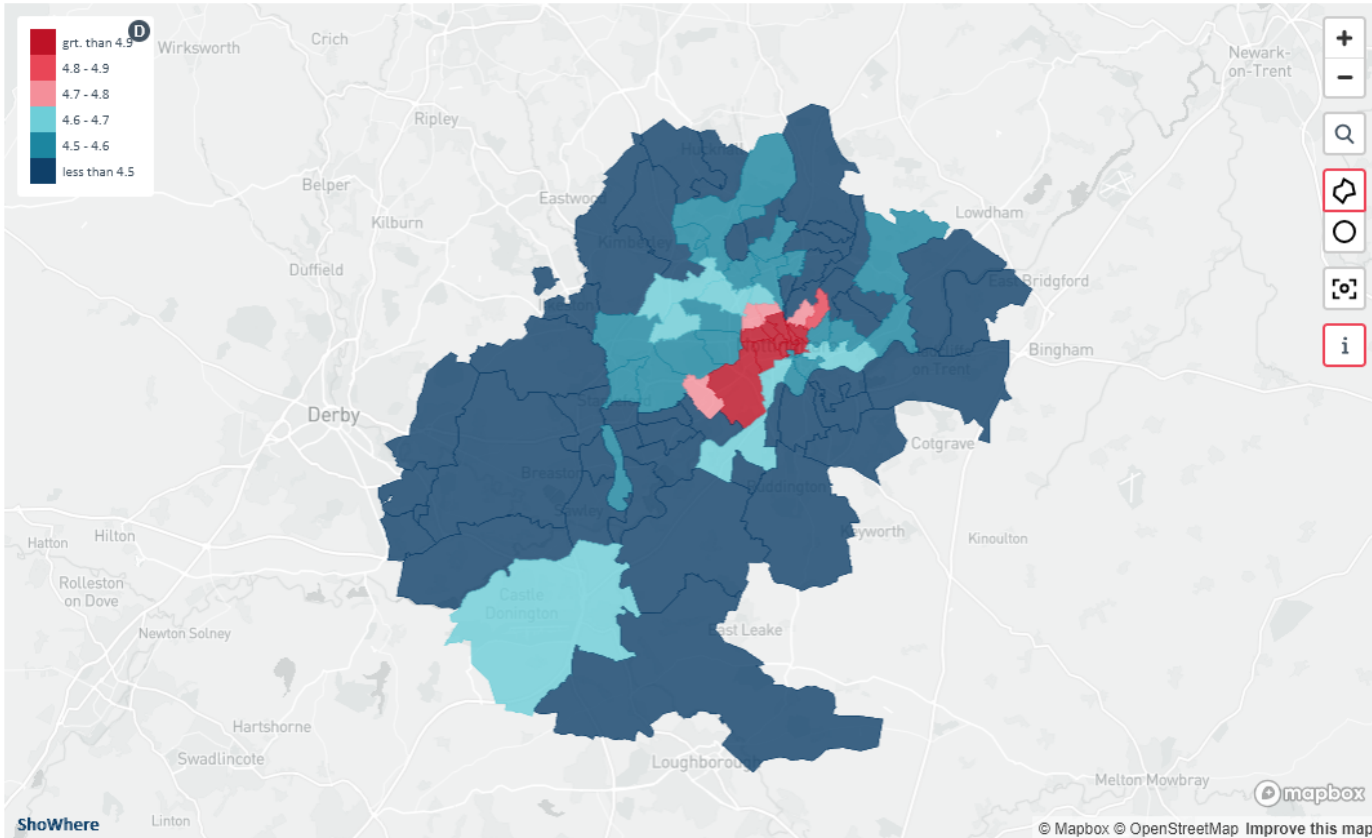 D
grt. than 4.9
4.8 - 4.9
4.7 - 4.8
4.6 - 4.7
4.5 - 4.6
less than 4.5
Wirksworth
Crich
Newark-
on-Trent
+
−
Ripley
Hucknall
Belper
Eastwood
Kilburn
Lowdham
Kimberley
Duffield
East Bridgford
Ilkeston
Nottingham
Bingham
on Trent
Derby
Cotgrave
Breaston
Ruddington
Sawley
Keyworth
Kinoulton
Hatton
Hilton
Rolleston
on Dove
Castle
Donington
Newton Solney
East Leake
Hartshorne
Swadlincote
Loughborough
Melton Mowbray
i
mapbox
ShoWhere
Linton
© Mapbox © OpenStreetMap Improve this map